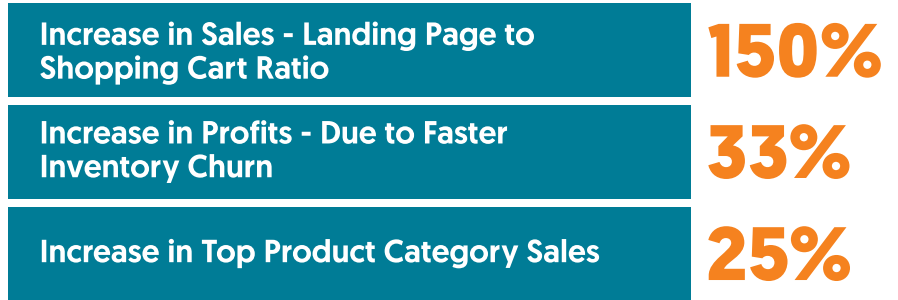 Increase in Sales - Landing Page to
Shopping Cart Ratio
150%
Increase in Profits - Due to Faster
Inventory Churn
33%
Increase in Top Product Category Sales
25%